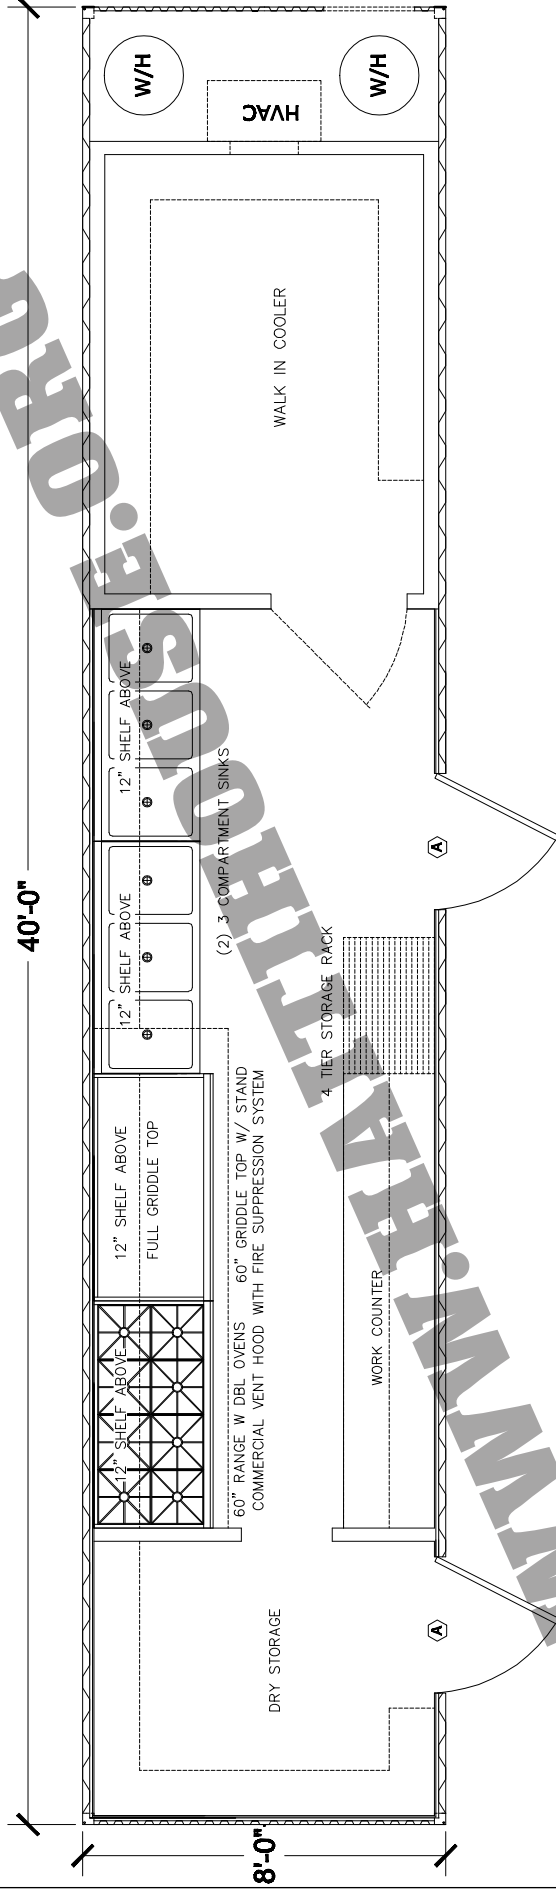 W/H
W/H
HVAC
WALK IN COOLER
12" SHELF ABOVE
12" SHELF ABOVE
(2) 3 COMPARTMENT SINKS
40'-0"
A
4 TIER STORAGE RACK
12" SHELF ABOVE
FULL GRIDDLE TOP
60" RANGE W DBL OVENS 60" GRIDDLE TOP W/ STAND
COMMERCIAL VENT HOOD WITH FIRE SUPPRESSION SYSTEM
12" SHELF ABOVE
WORK COUNTER
DRY STORAGE
A
8'-0"